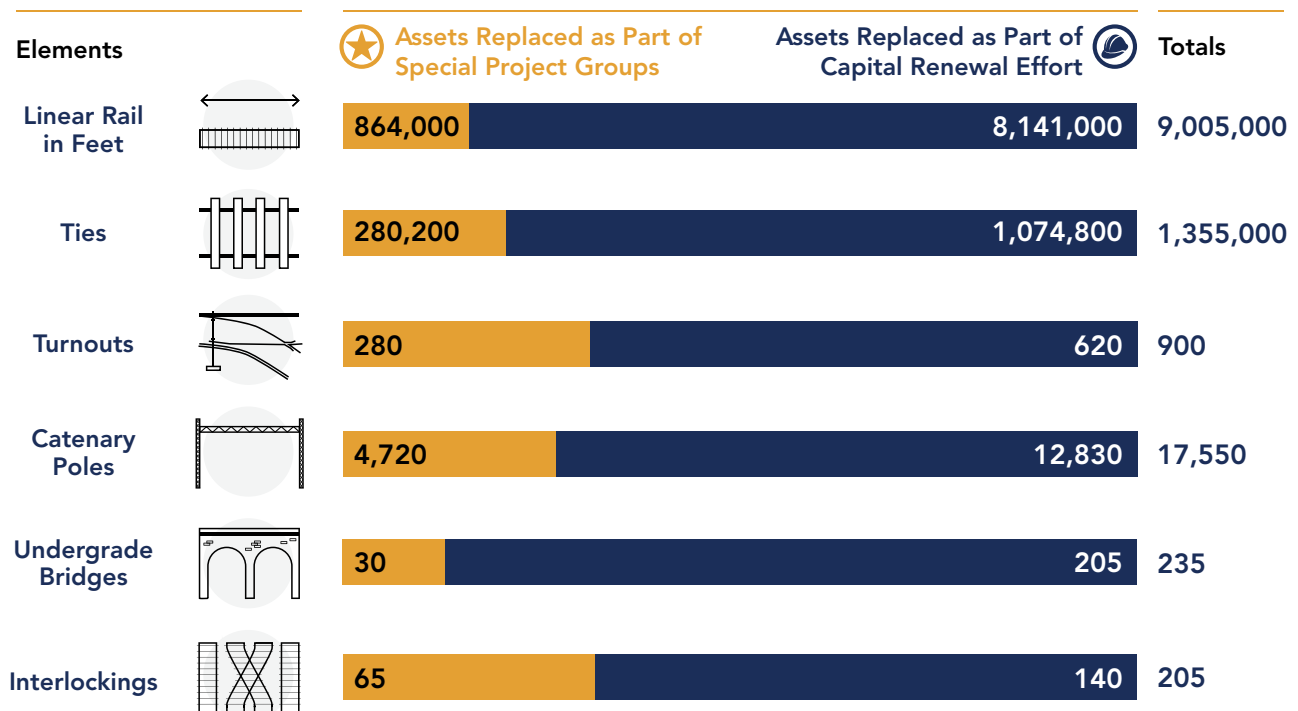 Elements
Assets Replaced as Part of
Special Project Groups
Assets Replaced as Part of
Capital Renewal Effort
Totals
Linear Rail
in Feet
864,000
8,141,000
9,005,000
Ties
280,200
1,074,800
1,355,000
Turnouts
280
620
900
Catenary
Poles
4,720
12,830
17,550
Undergrade
Bridges
30
205
235
Interlockings
65
140
205